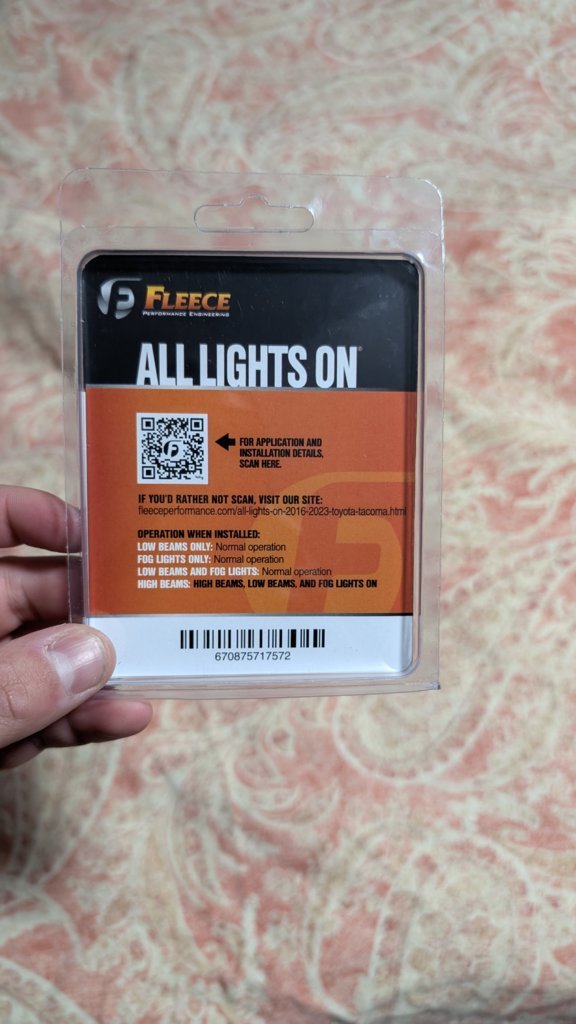 FLEECE
PERFORMANCE ENGINEERING
ALL LIGHTS ON®
FOR APPLICATION AND
INSTALLATION DETAILS,
SCAN HERE.
IF YOU'D RATHER NOT SCAN, VISIT OUR SITE:
fleeceperformance.com/all-lights-on-2016-2023-toyota-tacoma.html
OPERATION WHEN INSTALLED:
LOW BEAMS ONLY: Normal operation
FOG LIGHTS ONLY: Normal operation
LOW BEAMS AND FOG LIGHTS: Normal operation
HIGH BEAMS: HIGH BEAMS, LOW BEAMS, AND FOG LIGHTS ON
670875717572